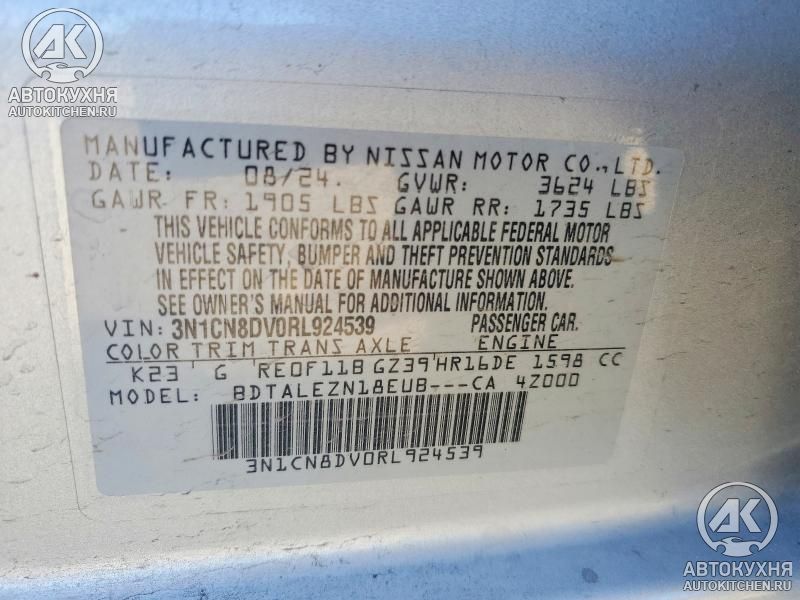 AK
АВТОКУХНЯ
AUTOKITCHEN.RU
MANUFACTURED BY NISSAN MOTOR CO.,LTD.
DATE: 08/24. GVWR: 3624 LBS
GAWR FR: 1905 LBS GAWR RR: 1735 LBS
THIS VEHICLE CONFORMS TO ALL APPLICABLE FEDERAL MOTOR
VEHICLE SAFETY, BUMPER AND THEFT PREVENTION STANDARDS
IN EFFECT ON THE DATE OF MANUFACTURE SHOWN ABOVE.
SEE OWNER'S MANUAL FOR ADDITIONAL INFORMATION.
VIN: 3N1CN8DV0RL924539 PASSENGER CAR.
COLOR TRIM TRANS AXLE ENGINE
K23 G RE0F11B GZ39 HR16DE 1598 CC
MODEL: BDTALEZN18EUB---CA 4Z000
3N1CN8DV0RL924539
AK
АВТОКУХНЯ
AUTOKITCHEN.RU